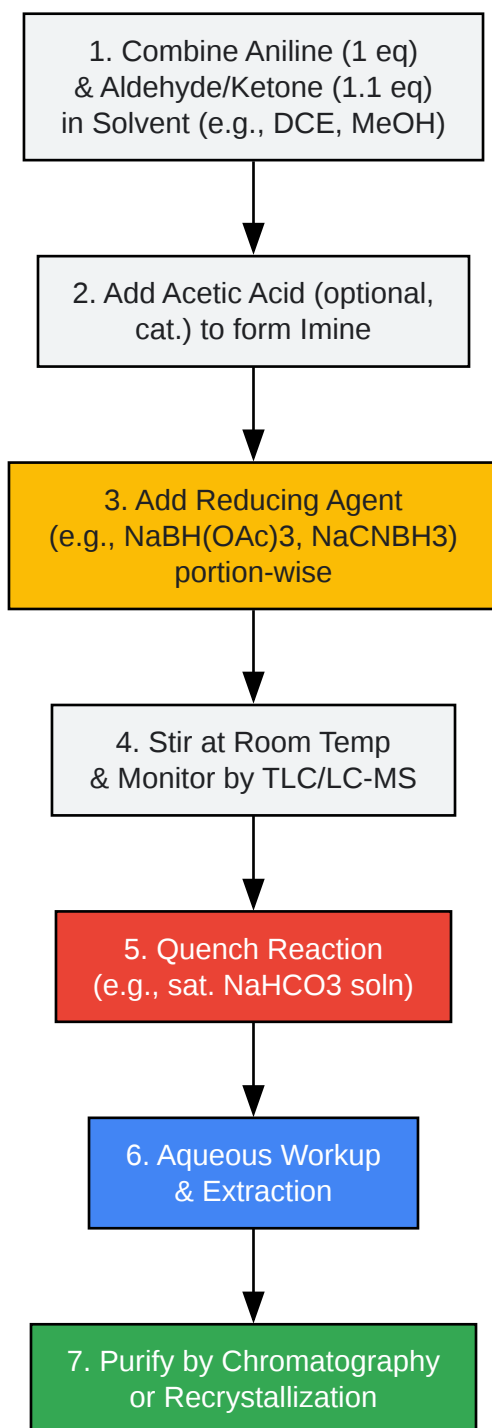 1. Combine Aniline (1 eq)
& Aldehyde/Ketone (1.1 eq)
in Solvent (e.g., DCE, MeOH)
2. Add Acetic Acid (optional,
cat.) to form Imine
3. Add Reducing Agent
(e.g., NaBH(OAc)3, NaCNBH3)
portion-wise
4. Stir at Room Temp
& Monitor by TLC/LC-MS
5. Quench Reaction
(e.g., sat. NaHCO3 soln)
6. Aqueous Workup
& Extraction
7. Purify by Chromatography
or Recrystallization